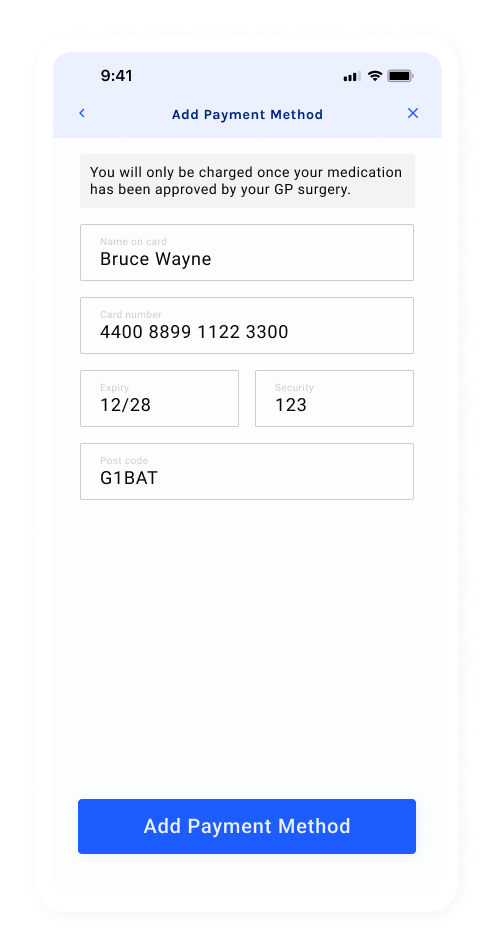 9:41
Add Payment Method
You will only be charged once your medication
has been approved by your GP surgery.
Name on card
Bruce Wayne
Card number
4400 8899 1122 3300
Expiry
12/28
Security
123
Post code
G1BAT
Add Payment Method